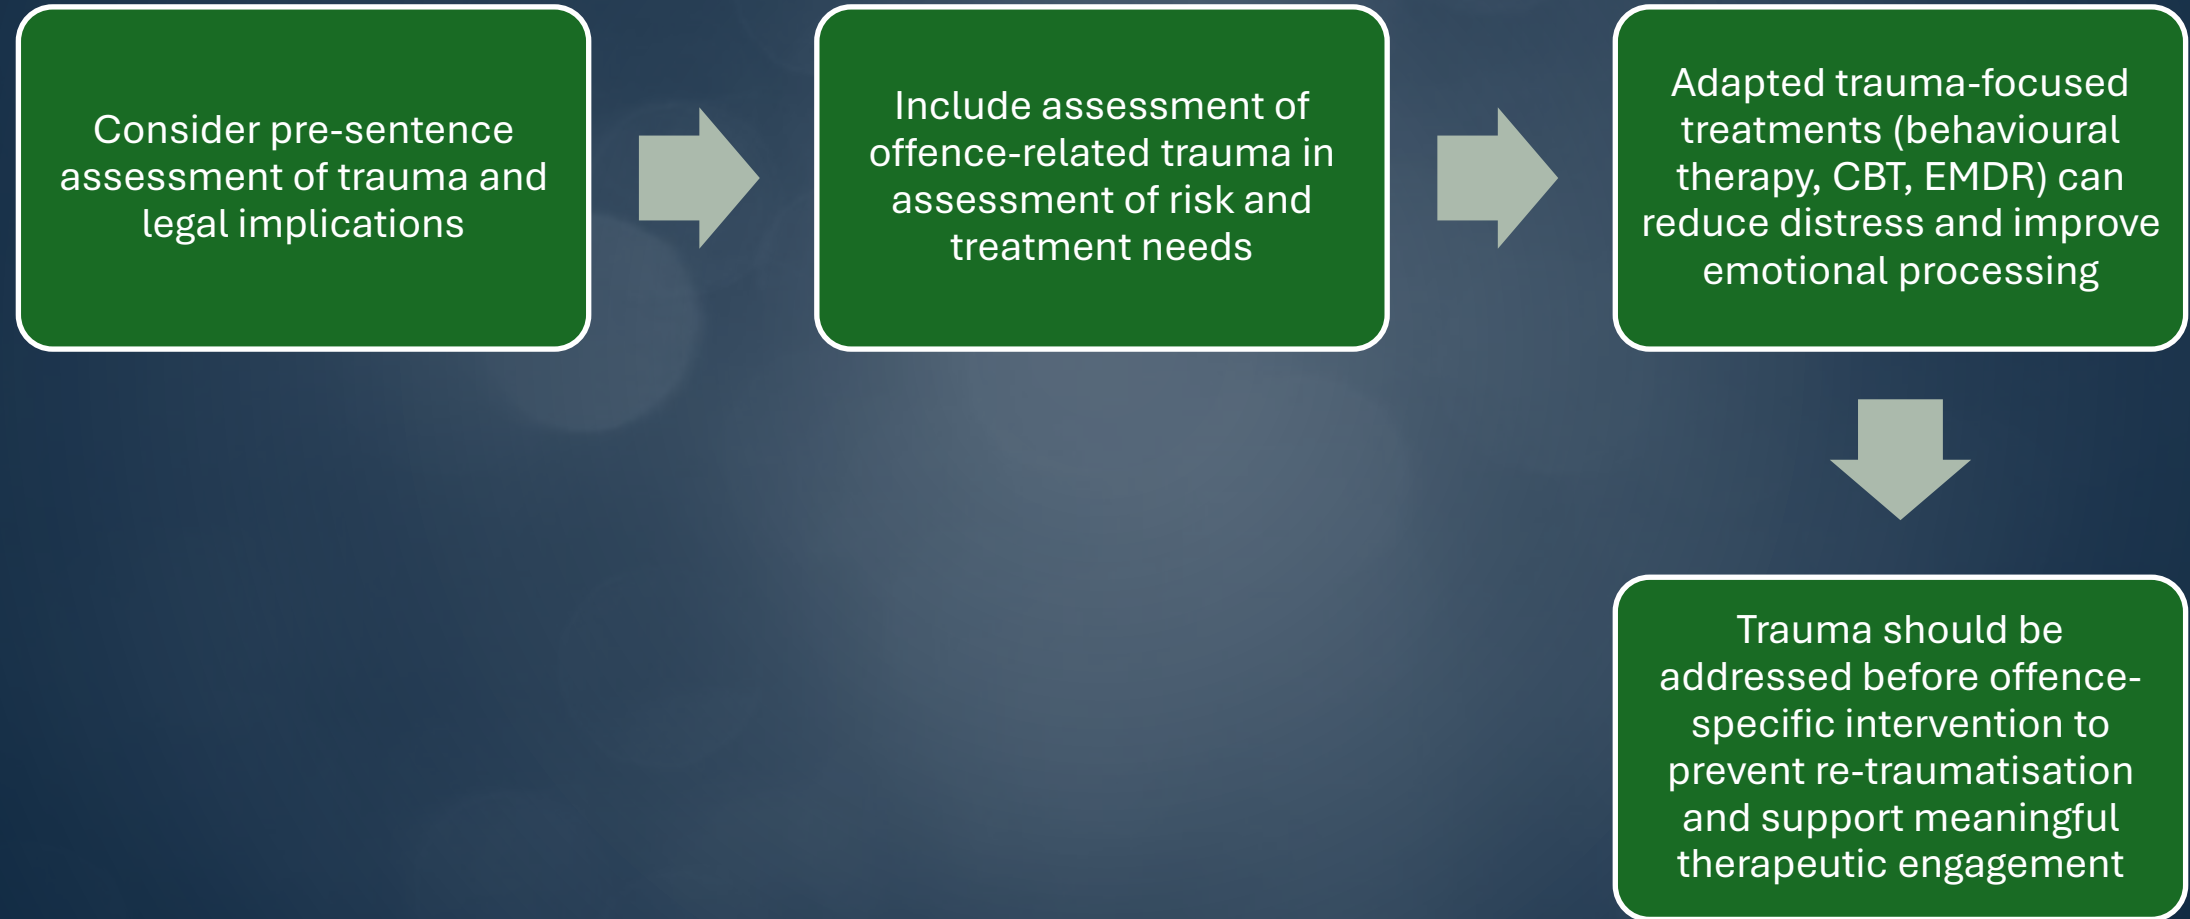 Consider pre-sentence
assessment of trauma and
legal implications
Include assessment of
offence-related trauma in
assessment of risk and
treatment needs
Adapted trauma-focused
treatments (behavioural
therapy, CBT, EMDR) can
reduce distress and improve
emotional processing
Trauma should be
addressed before offence-
specific intervention to
prevent re-traumatisation
and support meaningful
therapeutic engagement